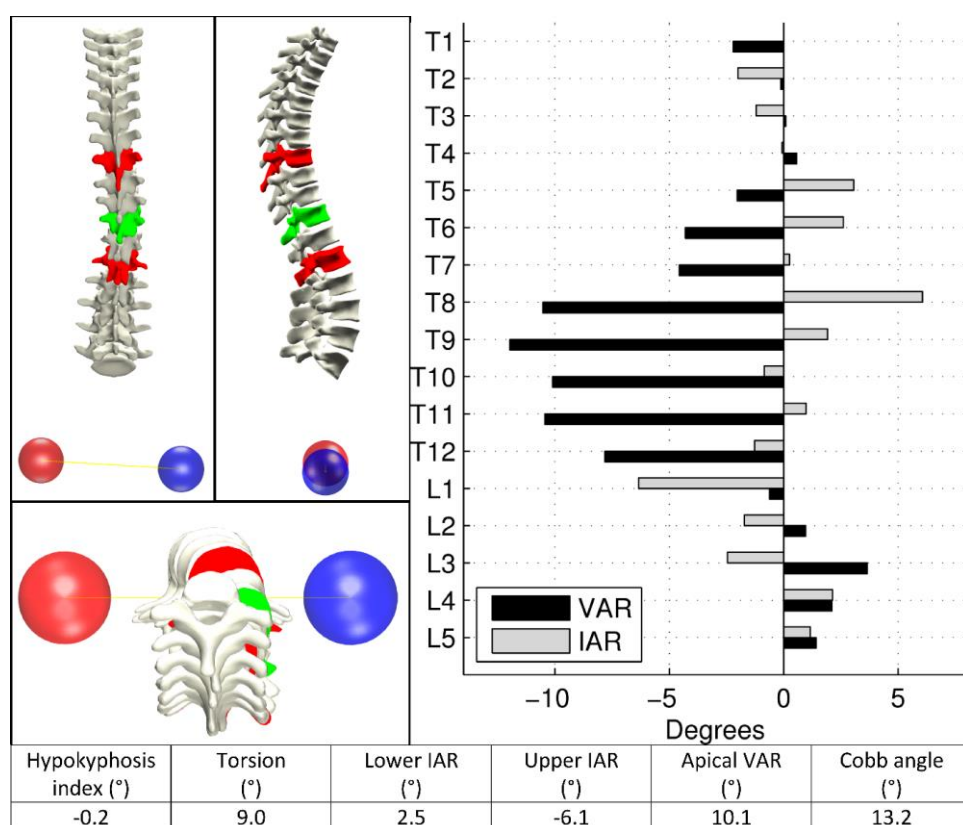 T1
T2
T3
T4
T5
T6
T7
T8
T9
T10
T11
T12
L1
L2
L3
L4
L5
VAR
IAR
−10 −5 0 5
Degrees
Hypokyphosis index (°) Torsion (°) Lower IAR (°) Upper IAR (°) Apical VAR (°) Cobb angle (°)
-0.2 9.0 2.5 -6.1 10.1 13.2